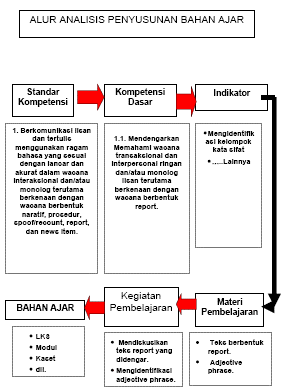 ALUR ANALISIS PENYUSUNAN BAHAN AJAR
Standar
Kompetensi
Kompetensi
Dasar
Indikator
1. Berkomunikasi lisan
dan tertulis
menggunakan ragam
bahasa yang sesuai
dengan lancar dan
akurat dalam wacana
interaksional dan/atau
monolog terutama
berkenaan dengan
wacana berbentuk
naratif, prosedur,
spoof/recount, report,
dan news item.
1.1. Mendengarkan
Memahami wacana
transaksional dan
interpersonal ringan
dan/atau monolog
lisan terutama
berkenaan dengan
wacana berbentuk
report.
•Mengidentifik
asi kelompok
kata sifat
•…..Lainnya
BAHAN AJAR
Kegiatan
Pembelajaran
Materi
Pembelajaran
• LKS
• Modul
• Kaset
• dll.
• Mendiskusikan
teks report yang
didengar.
• Mengidentifikasi
adjective phrase.
• Teks berbentuk
report.
• Adjective
phrase.